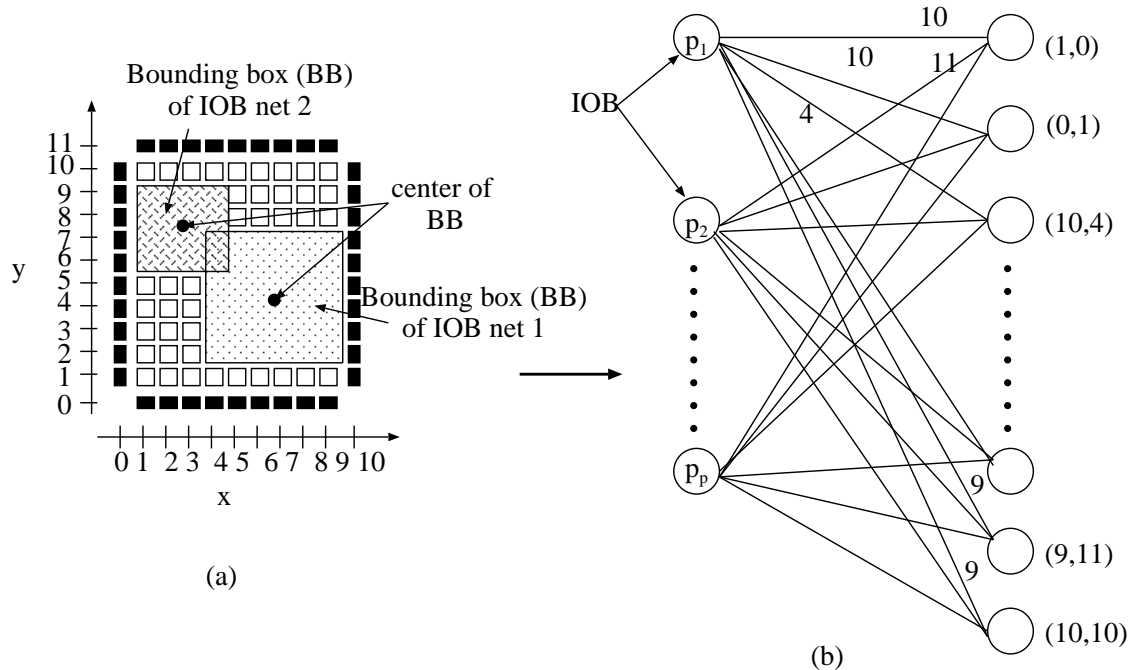 Bounding box (BB)
of IOB net 2
11
10
9
8
7
6
5
4
3
2
1
0
y
center of
BB
Bounding box (BB)
of IOB net 1
0 1 2 3 4 5 6 7 8 9 10
x
(a)
IOB
p1
p2
pp
10
10
11
4
9
9
(1,0)
(0,1)
(10,4)
(9,11)
(10,10)
(b)